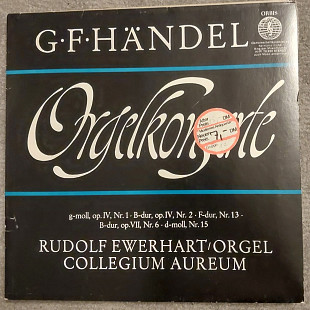 ORBIS
G·F·HÄNDEL
Orgelkonzerte
7,-
g-moll, op.IV, Nr.1 · B-dur, op.IV, Nr.2 · F-dur, Nr.13 -
B-dur, op.VII, Nr.6 · d-moll, Nr.15
RUDOLF EWERHART/ORGEL
COLLEGIUM AUREUM